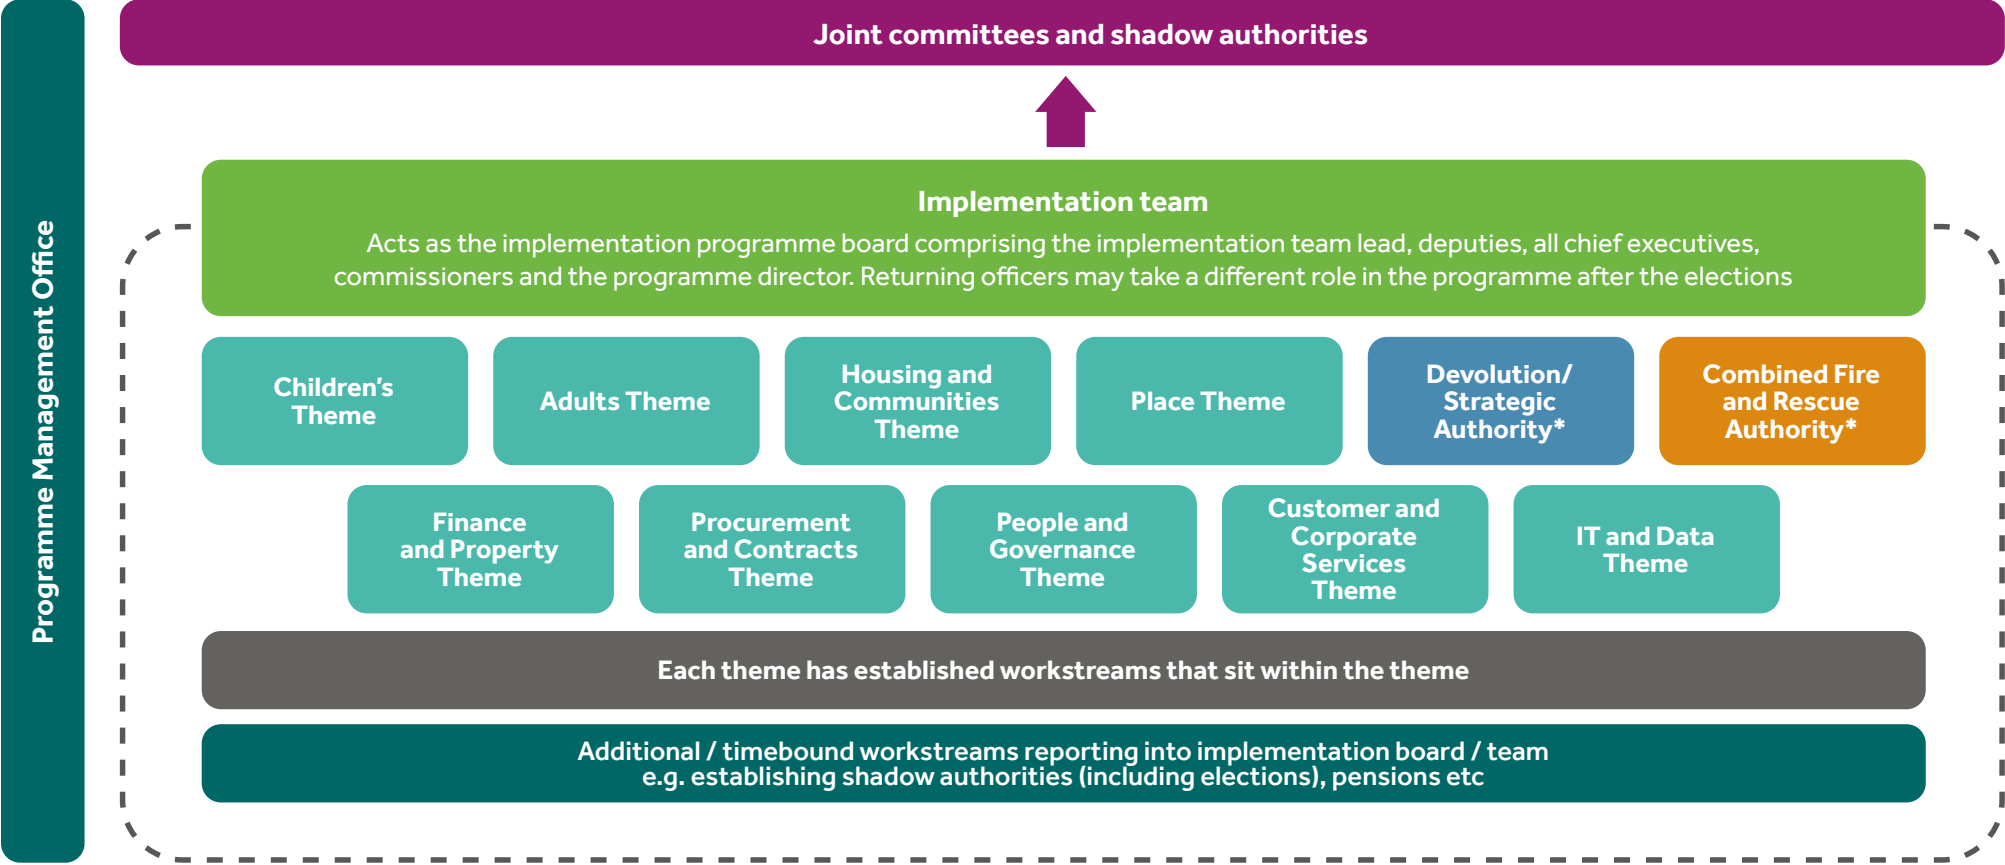 Programme Management Office
Joint committees and shadow authorities
Implementation team
Acts as the implementation programme board comprising the implementation team lead, deputies, all chief executives,
commissioners and the programme director. Returning officers may take a different role in the programme after the elections
Children’s
Theme
Adults Theme
Housing and
Communities
Theme
Place Theme
Devolution/
Strategic
Authority*
Combined Fire
and Rescue
Authority*
Finance
and Property
Theme
Procurement
and Contracts
Theme
People and
Governance
Theme
Customer and
Corporate
Services
Theme
IT and Data
Theme
Each theme has established workstreams that sit within the theme
Additional / timebound workstreams reporting into implementation board / team
e.g. establishing shadow authorities (including elections), pensions etc